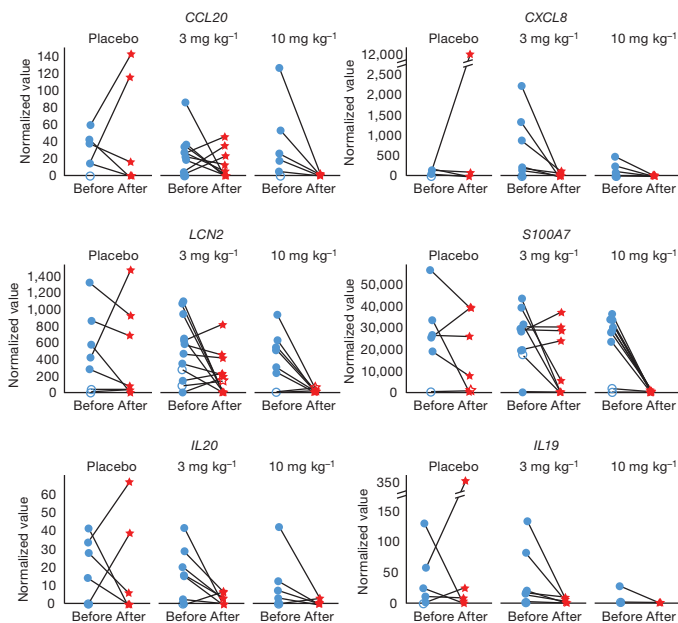 CCL20
Placebo 3 mg kg⁻¹ 10 mg kg⁻¹
Normalized value
140
120
100
80
60
40
20
0
Before After Before After Before After
CXCL8
Placebo 3 mg kg⁻¹ 10 mg kg⁻¹
Normalized value
12,000
2,500
2,000
1,500
1,000
500
0
Before After Before After Before After
LCN2
Placebo 3 mg kg⁻¹ 10 mg kg⁻¹
Normalized value
1,400
1,200
1,000
800
600
400
200
0
Before After Before After Before After
S100A7
Placebo 3 mg kg⁻¹ 10 mg kg⁻¹
Normalized value
50,000
40,000
30,000
20,000
10,000
0
Before After Before After Before After
IL20
Placebo 3 mg kg⁻¹ 10 mg kg⁻¹
Normalized value
60
50
40
30
20
10
0
Before After Before After Before After
IL19
Placebo 3 mg kg⁻¹ 10 mg kg⁻¹
Normalized value
350
150
100
50
0
Before After Before After Before After